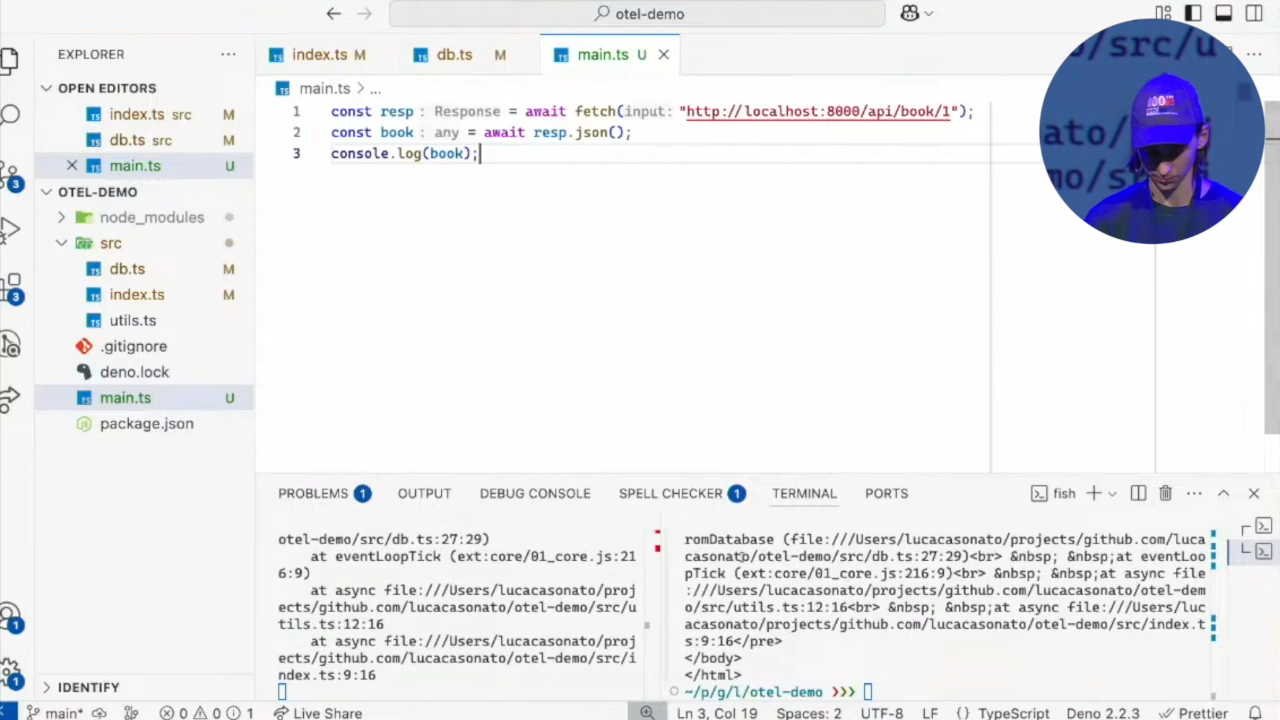 otel-demo
EXPLORER
OPEN EDITORS
index.ts src M
db.ts src M
main.ts U
OTEL-DEMO
node_modules
src
db.ts M
index.ts M
utils.ts
.gitignore
deno.lock
main.ts U
package.json
IDENTIFY
3
3
1
1
index.ts M
db.ts M
main.ts U
main.ts > ...
1 const resp : Response = await fetch(input: "http://localhost:8000/api/book/1");
2 const book : any = await resp.json();
3 console.log(book);
/src/u
ato/
mo/s
PROBLEMS 1 OUTPUT DEBUG CONSOLE SPELL CHECKER 1 TERMINAL PORTS
fish
otel-demo/src/db.ts:27:29)
at eventLoopTick (ext:core/01_core.js:21
6:9)
at async file:///Users/lucacasonato/proj
ects/github.com/lucacasonato/otel-demo/src/u
tils.ts:12:16
at async file:///Users/lucacasonato/proj
ects/github.com/lucacasonato/otel-demo/src/i
ndex.ts:9:16
romDatabase (file:///Users/lucacasonato/projects/github.com/luca
casonato/otel-demo/src/db.ts:27:29)<br> &nbsp; &nbsp;at eventLoo
pTick (ext:core/01_core.js:216:9)<br> &nbsp; &nbsp;at async file
:///Users/lucacasonato/projects/github.com/lucacasonato/otel-dem
o/src/utils.ts:12:16<br> &nbsp; &nbsp;at async file:///Users/luc
acasonato/projects/github.com/lucacasonato/otel-demo/src/index.t
s:9:16</pre>
</body>
</html>
~/p/g/l/otel-demo >>>
main* 0 0 1 Live Share Ln 3, Col 19 Spaces: 2 UTF-8 LF {} TypeScript Deno 2.2.3 Prettier